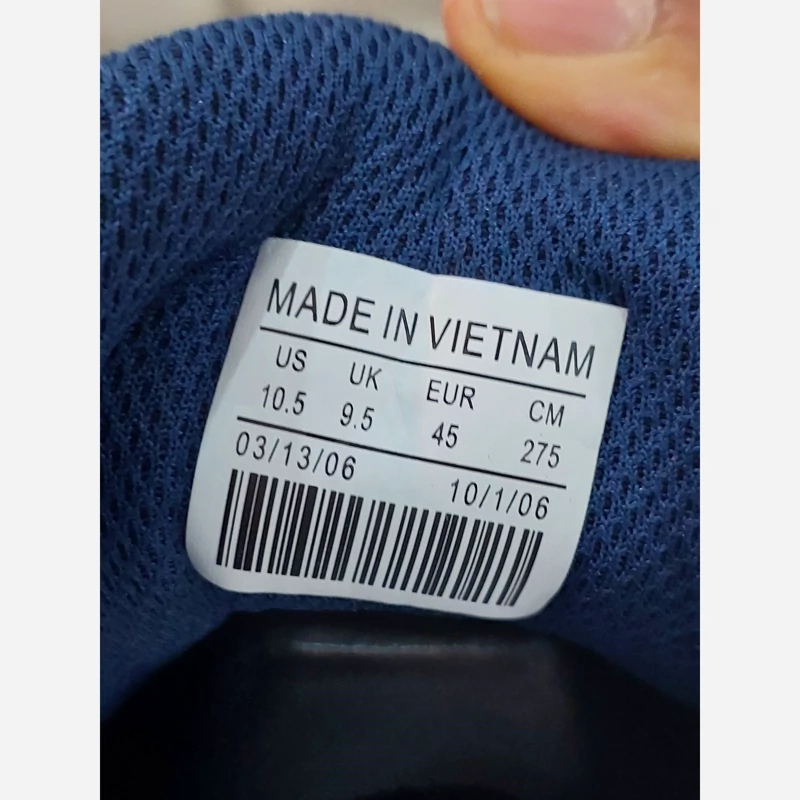 MADE IN VIETNAM
US UK EUR CM
10.5 9.5 45 275
03/13/06 10/1/06